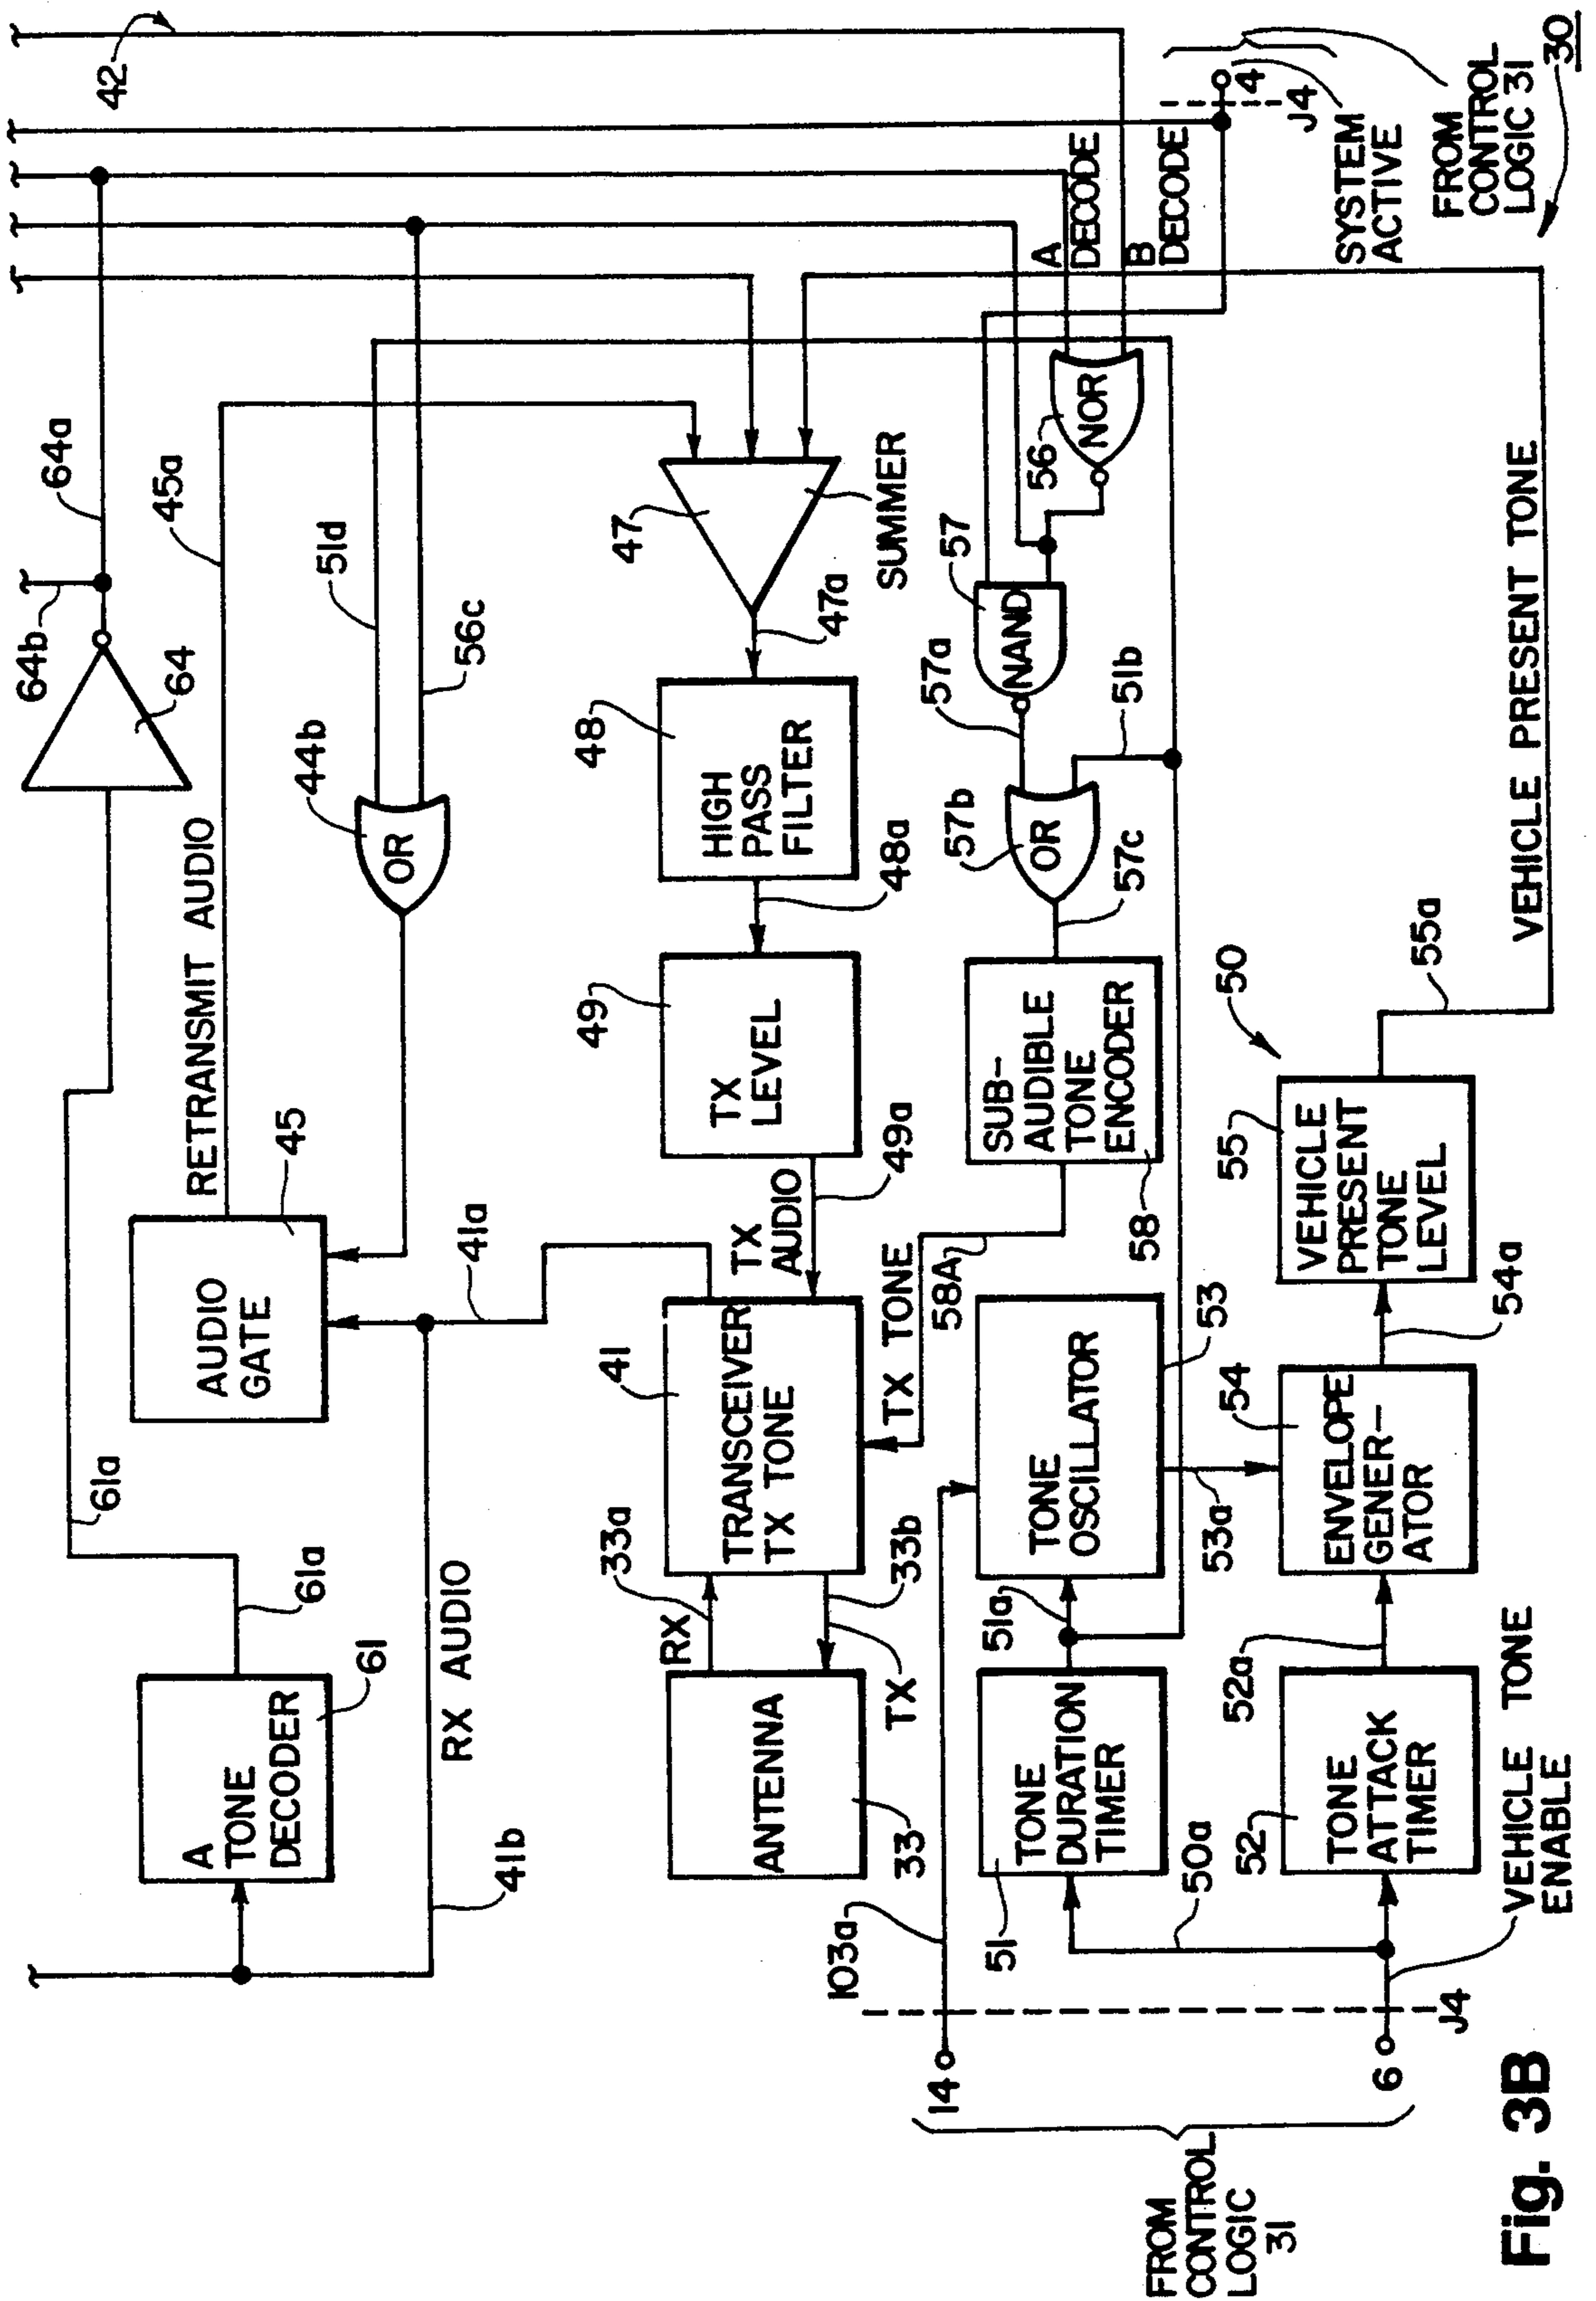 42
64b
64
64a
61a
61a
A
TONE
DECODER
61
RETRANSMIT AUDIO
45a
AUDIO
GATE
45
51d
56c
44b
OR
RX AUDIO
41b
41a
47
SUMMER
47a
48
HIGH
PASS
FILTER
48a
49
TX
LEVEL
49a
TX
AUDIO
41
TRANSCEIVER
TX TONE
33a
RX
33b
TX
ANTENNA
33
A
DECODE
B
DECODE
4
J4
SYSTEM
ACTIVE
FROM
CONTROL
LOGIC 31
30
56
NOR
57
NAND
57a
51b
57b
OR
57c
SUB-
AUDIBLE
TONE
ENCODER
58
58A
TX TONE
TONE
OSCILLATOR
53
53a
51a
TONE
DURATION
TIMER
51
50a
103a
14
50
VEHICLE
PRESENT
TONE
LEVEL
55
55a
VEHICLE PRESENT TONE
54a
54
ENVELOPE
GENER-
ATOR
52a
TONE
ATTACK
TIMER
52
VEHICLE TONE
ENABLE
J4
6
FROM
CONTROL
LOGIC
31
Fig. 3B